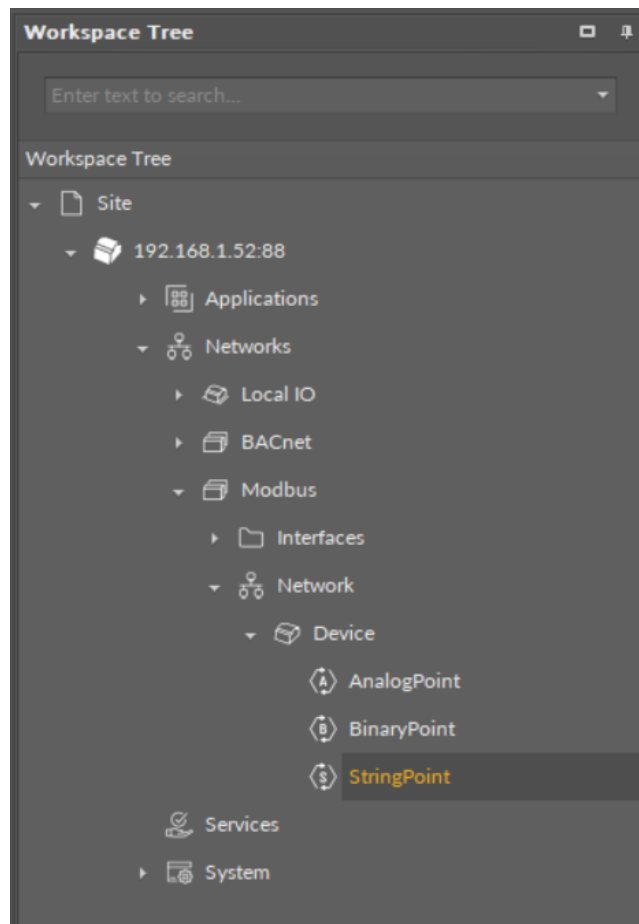 Workspace Tree
Enter text to search...
Workspace Tree
Site
192.168.1.52:88
Applications
Networks
Local IO
BACnet
Modbus
Interfaces
Network
Device
A AnalogPoint
B BinaryPoint
S StringPoint
Services
System